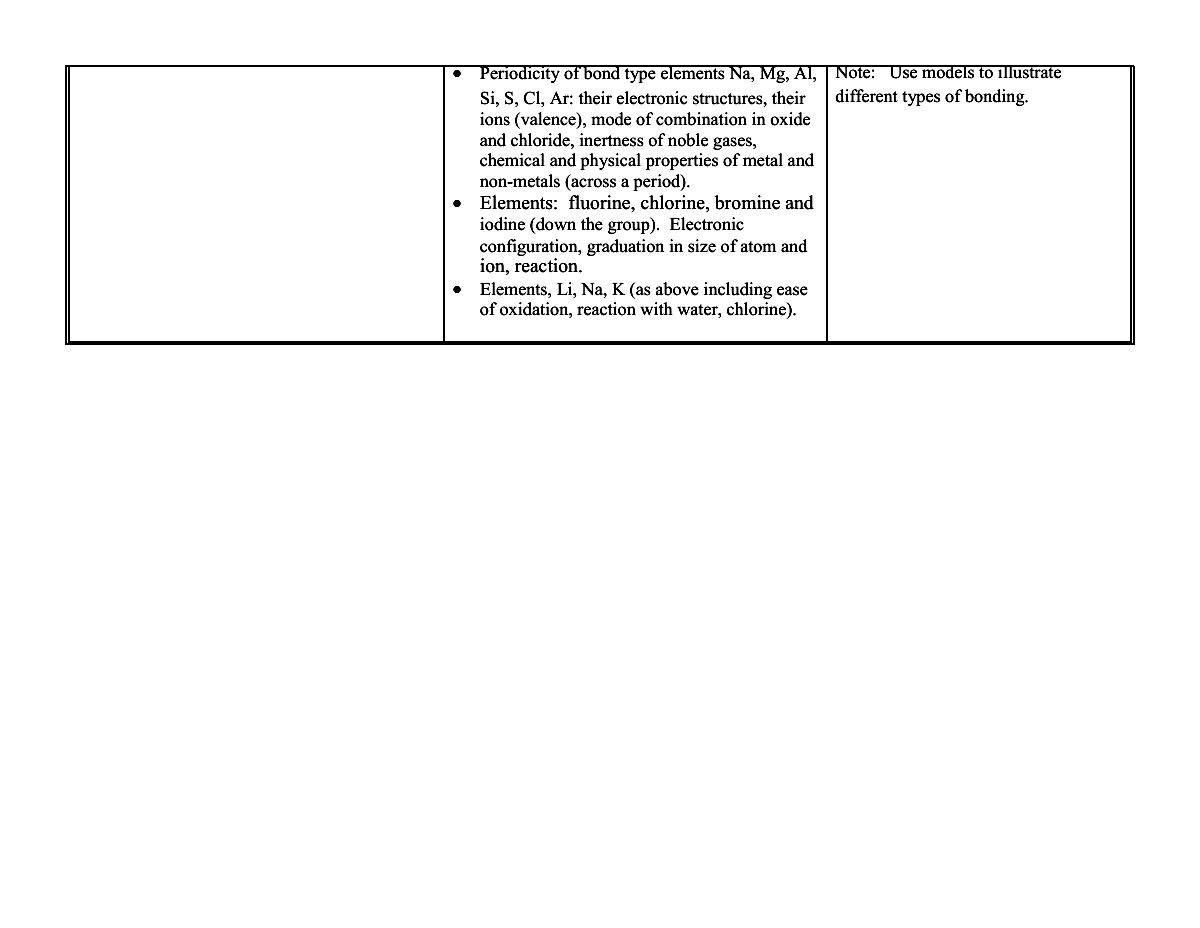 Periodicity of bond type elements Na, Mg, Al,
Si, S, Cl, Ar: their electronic structures, their
ions (valence), mode of combination in oxide
and chloride, inertness of noble gases,
chemical and physical properties of metal and
non-metals (across a period).
Elements:  fluorine, chlorine, bromine and
iodine (down the group).  Electronic
configuration, graduation in size of atom and
ion, reaction.
Elements, Li, Na, K (as above including ease
of oxidation, reaction with water, chlorine).
Note:   Use models to illustrate
different types of bonding.